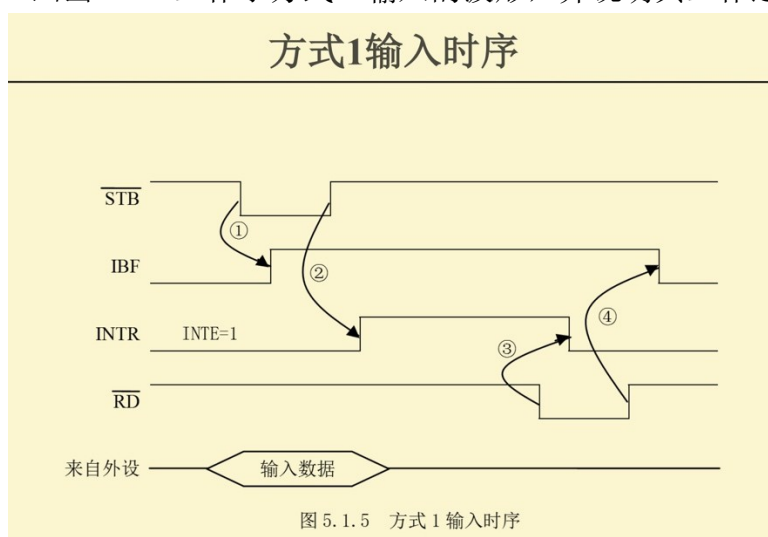 方式1输入时序
STB
①
IBF
②
INTR INTE=1
④
③
RD
来自外设 输入数据
图 5.1.5 方式 1 输入时序